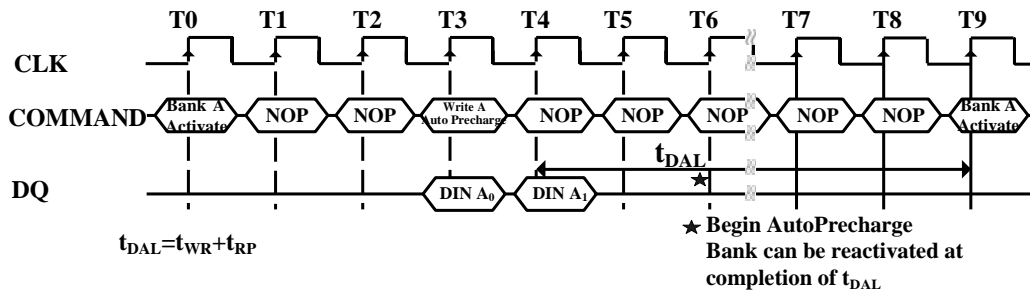 T0 T1 T2 T3 T4 T5 T6 T7 T8 T9
CLK
COMMAND
Bank A
Activate
NOP
NOP
Write A
Auto Precharge
NOP
NOP
NOP
NOP
NOP
Bank A
Activate
tDAL
DQ
DIN A0
DIN A1
tDAL=tWR+tRP
★ Begin AutoPrecharge
Bank can be reactivated at
completion of tDAL